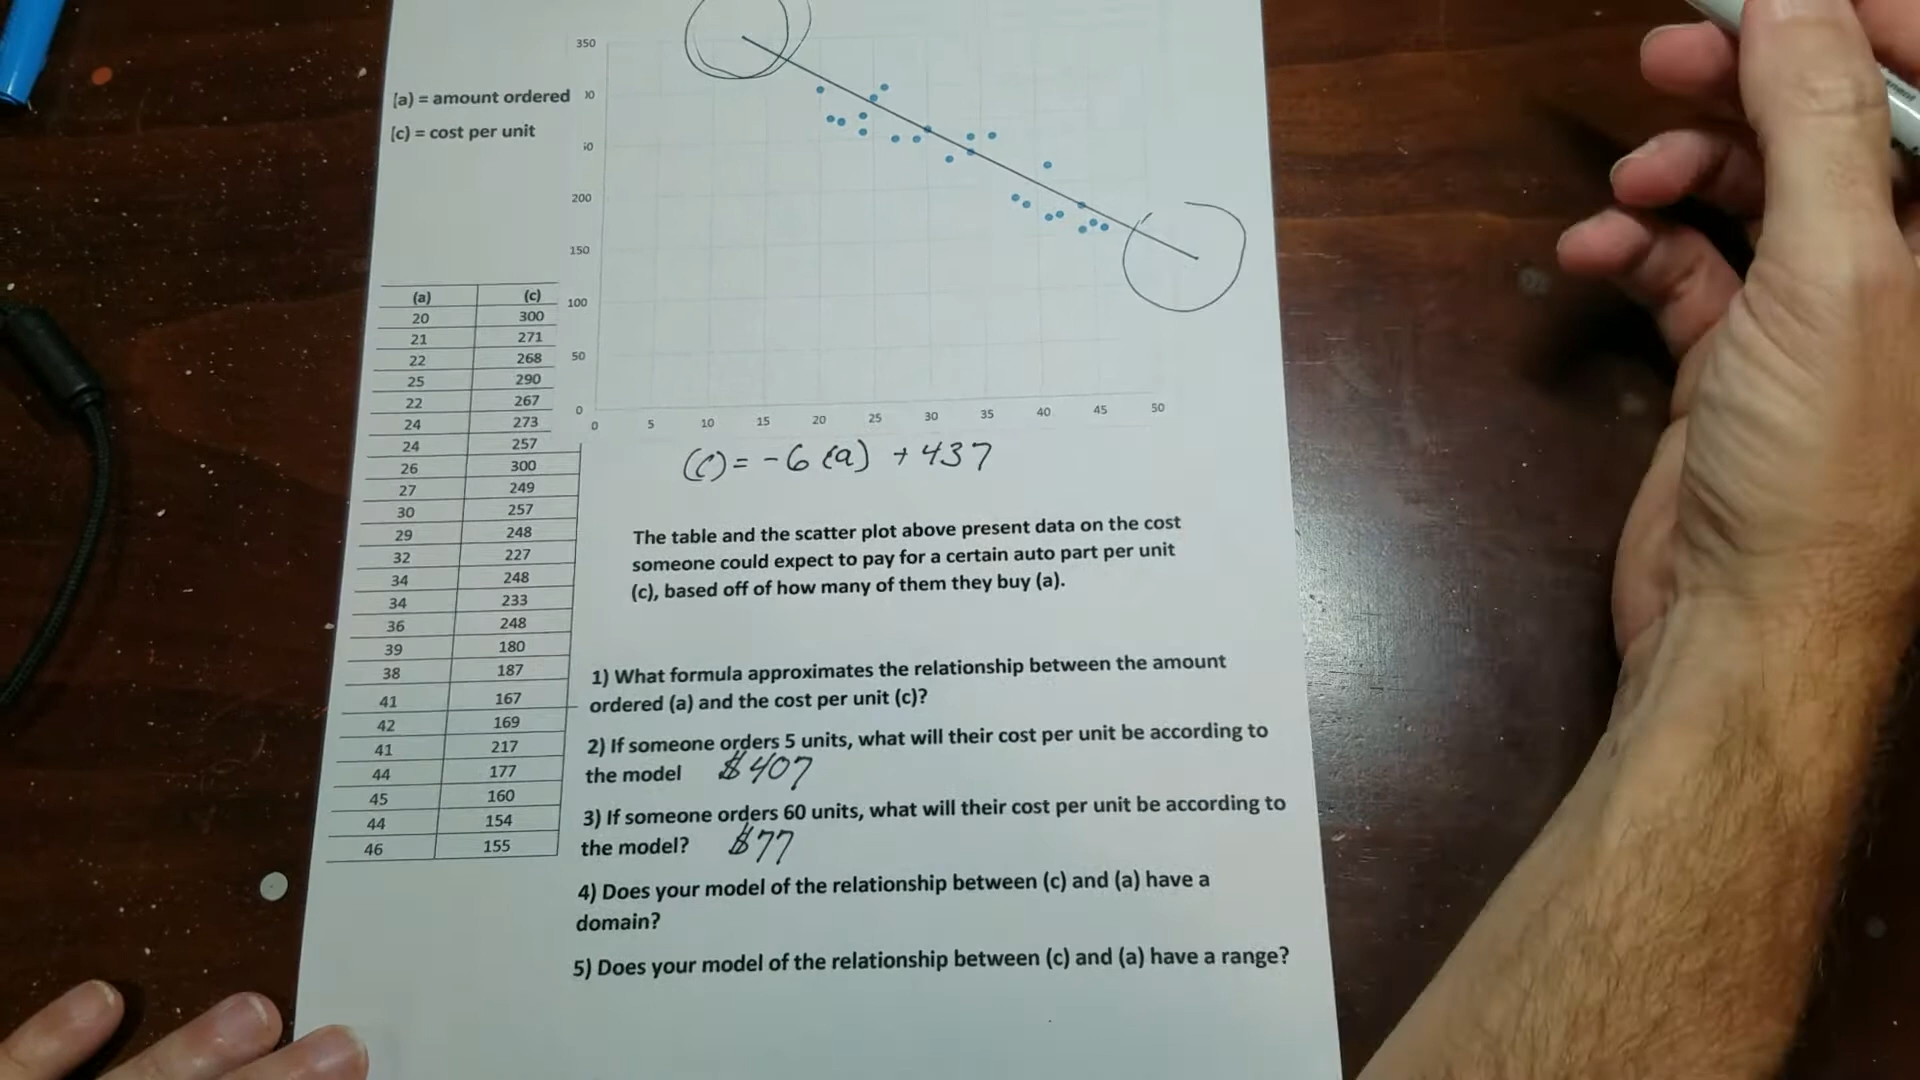 350
(a) = amount ordered
(c) = cost per unit
200
150
100
50
0
0 5 10 15 20 25 30 35 40 45 50
(a) (c)
20 300
21 271
22 268
25 290
22 267
24 273
24 257
26 300
27 249
30 257
29 248
32 227
34 248
34 233
36 248
39 180
38 187
41 167
42 169
41 217
44 177
45 160
44 154
46 155
(c) = -6 (a) + 437
The table and the scatter plot above present data on the cost
someone could expect to pay for a certain auto part per unit
(c), based off of how many of them they buy (a).
1) What formula approximates the relationship between the amount
ordered (a) and the cost per unit (c)?
2) If someone orders 5 units, what will their cost per unit be according to
the model $407
3) If someone orders 60 units, what will their cost per unit be according to
the model? $77
4) Does your model of the relationship between (c) and (a) have a
domain?
5) Does your model of the relationship between (c) and (a) have a range?